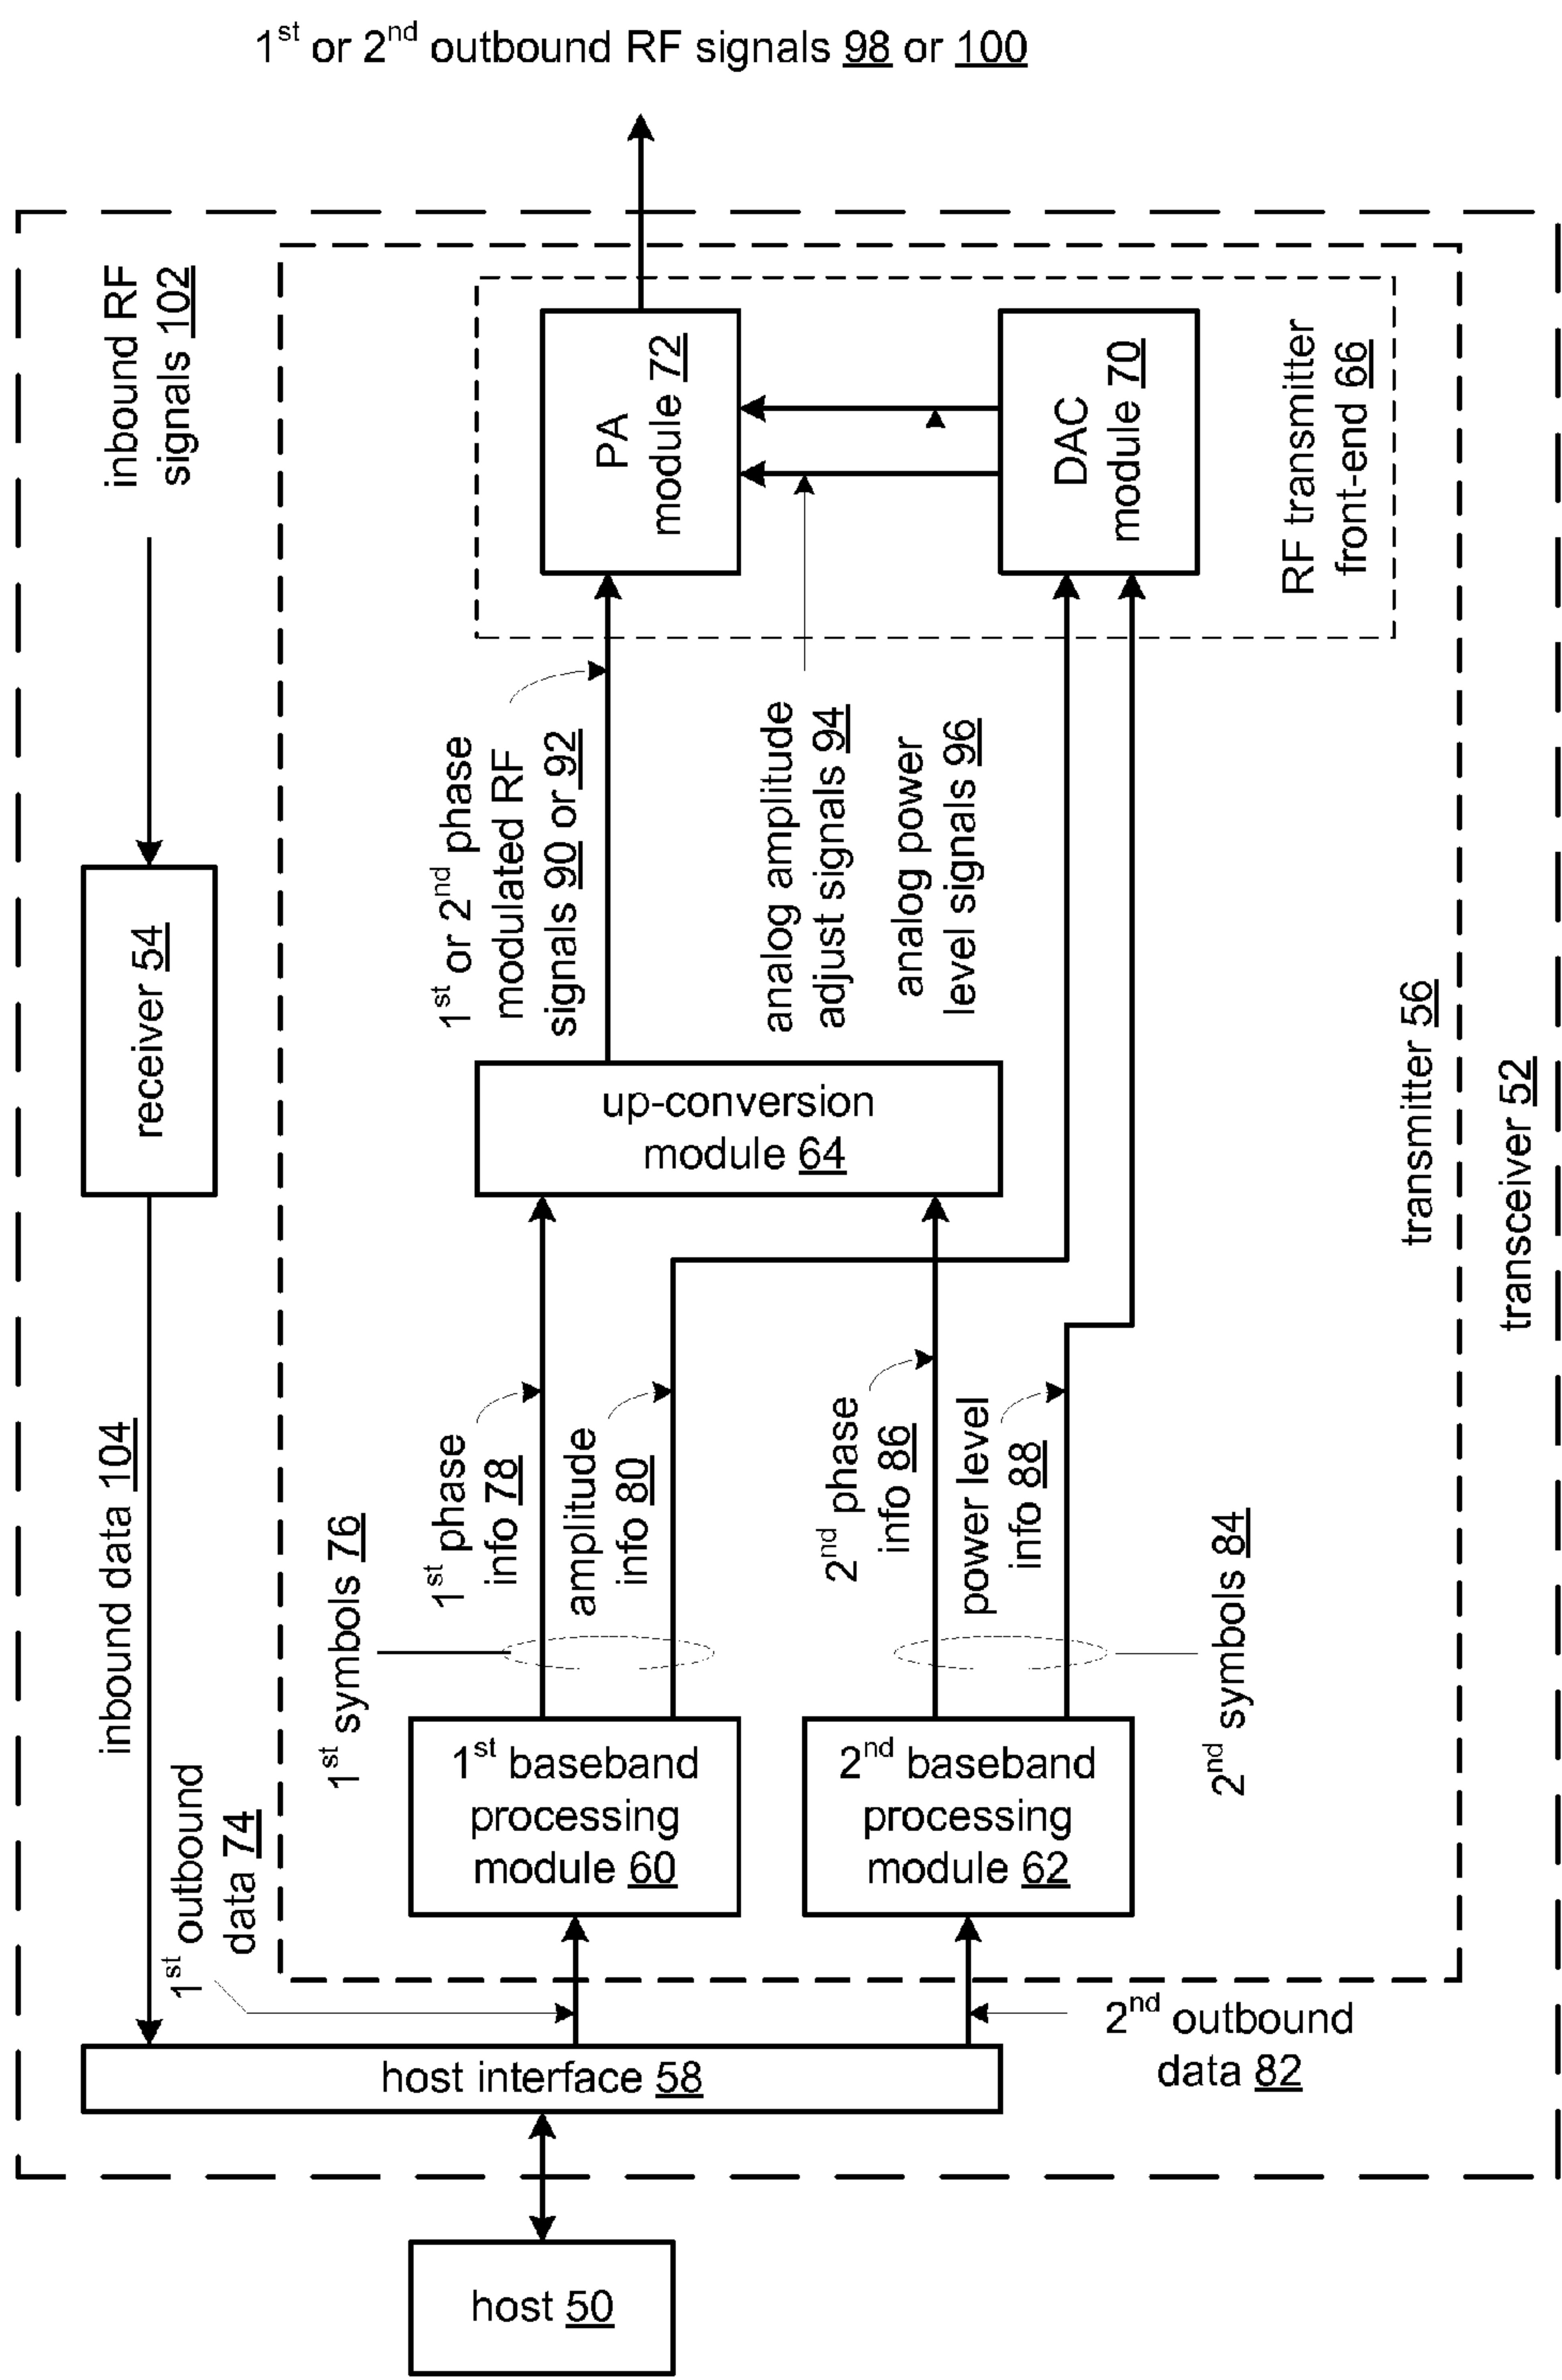 1st or 2nd outbound RF signals 98 or 100
inbound RF
signals 102
PA
module 72
DAC
module 70
RF transmitter
front-end 66
receiver 54
1st or 2nd phase
modulated RF
signals 90 or 92
analog amplitude
adjust signals 94
analog power
level signals 96
up-conversion
module 64
transmitter 56
transceiver 52
inbound data 104
1st symbols 76
1st phase
info 78
amplitude
info 80
2nd phase
info 86
power level
info 88
2nd symbols 84
1st outbound
data 74
1st baseband
processing
module 60
2nd baseband
processing
module 62
2nd outbound
data 82
host interface 58
host 50